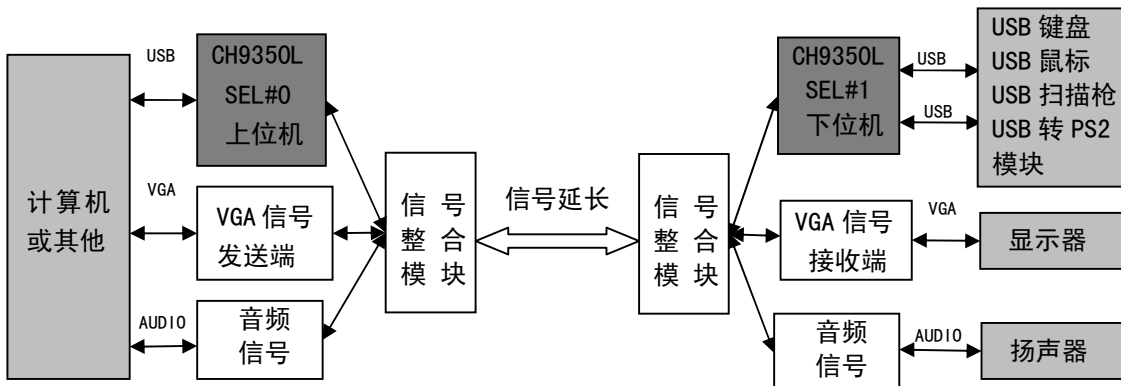 计算机
或其他
USB
VGA
AUDIO
CH9350L
SEL#0
上位机
VGA 信号
发送端
音频
信号
信 号
整 合
模 块
信号延长
信 号
整 合
模 块
CH9350L
SEL#1
下位机
VGA 信号
接收端
音频
信号
USB
USB
VGA
AUDIO
USB 键盘
USB 鼠标
USB 扫描枪
USB 转 PS2
模块
显示器
扬声器